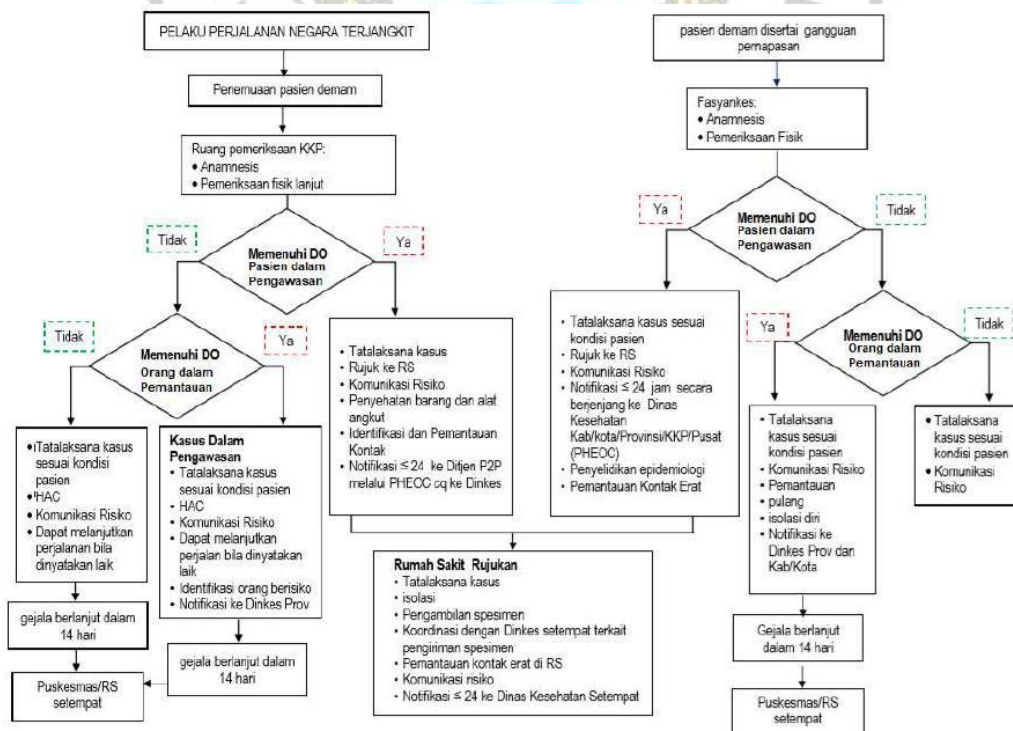 PELAKU PERJALANAN NEGARA TERJANGKIT
Penemuaan pasien demam
Ruang pemeriksaan KKP:
● Anamnesis
● Pemeriksaan fisik lanjut
Tidak
Memenuhi DO
Pasien dalam
Pengawasan
Ya
Tidak
Memenuhi DO
Orang dalam
Pemantauan
Ya
Tatalaksana kasus
sesuai kondisi
pasien
● HAC
● Komunikasi Risiko
● Dapat melanjutkan
perjalanan bila
dinyatakan laik
gejala berlanjut dalam
14 hari
Puskesmas/RS
setempat
Kasus Dalam
Pengawasan
• Tatalaksana kasus
sesuai kondisi pasien
• HAC
• Komunikasi Risiko
• Dapat melanjutkan
perjalan bila dinyatakan
laik
• Identifikasi orang berisiko
• Notifikasi ke Dinkes Prov
gejala berlanjut dalam
14 hari
• Tatalaksana kasus
• Rujuk ke RS
• Komunikasi Risiko
• Penyehatan barang dan alat
angkut
• Identifikasi dan Pemantauan
Kontak
• Notifikasi ≤ 24 ke Ditjen P2P
melalui PHEOC cq ke Dinkes
pasien demam disertai gangguan
pernapasan
Fasyankes:
● Anamnesis
● Pemeriksaan Fisik
Ya
Memenuhi DO
Pasien dalam
Pengawasan
Tidak
• Tatalaksana kasus sesuai
kondisi pasien
• Rujuk ke RS
• Komunikasi Risiko
• Notifikasi ≤ 24 jam secara
berjenjang ke Dinas
Kesehatan
Kab/kota/Provinsi/KKP/Pusat
(PHEOC)
• Penyelidikan epidemiologi
• Pemantauan Kontak Erat
Ya
Memenuhi DO
Orang dalam
Pemantauan
Tidak
• Tatalaksana
kasus sesuai
kondisi pasien
• Komunikasi Risiko
• Pemantauan
• pulang
• isolasi diri
• Notifikasi ke
Dinkes Prov dan
Kab/Kota
Gejala berlanjut
dalam 14 hari
Puskesmas/RS
setempat
● Tatalaksana
kasus sesuai
kondisi pasien
● Komunikasi
Risiko
Rumah Sakit Rujukan
• Tatalaksana kasus
• isolasi
• Pengambilan spesimen
• Koordinasi dengan Dinkes setempat terkait
pengiriman spesimen
• Pemantauan kontak erat di RS
• Komunikasi risiko
• Notifikasi ≤ 24 ke Dinas Kesehatan Setempat